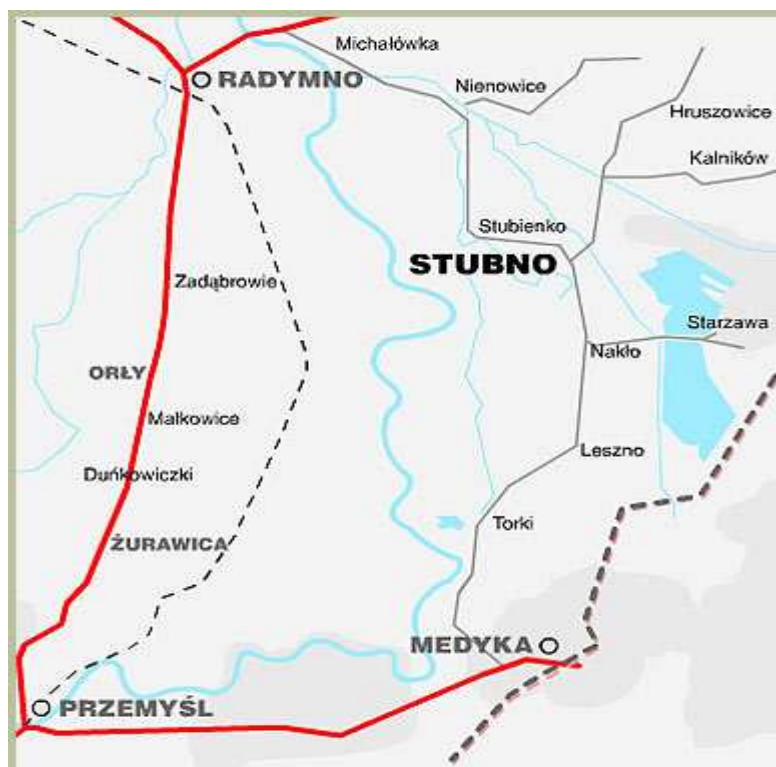 Michałówka
RADYMNO
Nienowice
Hruszowice
Kalników
Stubienko
STUBNO
Zadąbrowie
Starzawa
Nakło
ORŁY
Małkowice
Leszno
Duńkowiczki
Torki
ŻURAWICA
MEDYKA
PRZEMYŚL